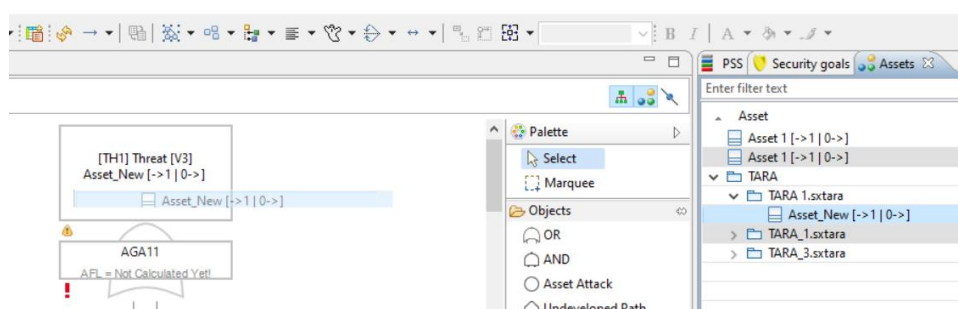 B I A
PSS Security goals Assets
Enter filter text
Asset
Asset 1 [->1 | 0->]
Asset 1 [->1 | 0->]
TARA
TARA 1.sxtara
Asset_New [->1 | 0->]
TARA_1.sxtara
TARA_3.sxtara
[TH1] Threat [V3]
Asset_New [->1 | 0->]
Asset_New [->1 | 0->]
AGA11
AFL = Not Calculated Yet!
Palette
Select
Marquee
Objects
OR
AND
Asset Attack
Undeveloped Path